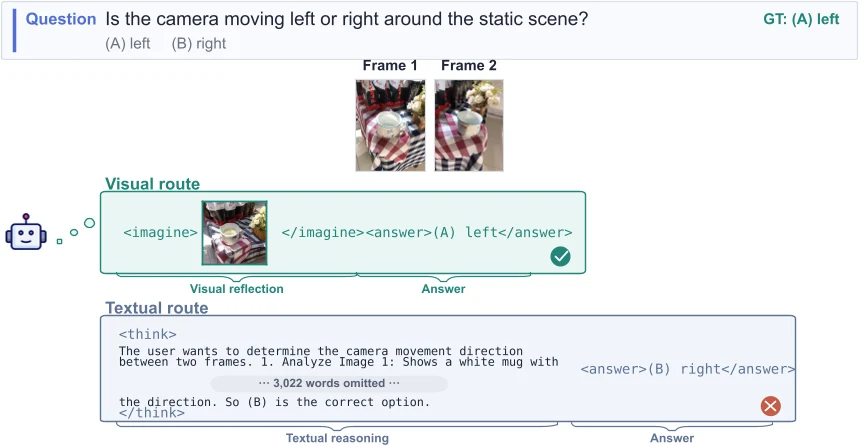 Question Is the camera moving left or right around the static scene? GT: (A) left
(A) left (B) right
Frame 1 Frame 2
Visual route
<imagine> </imagine><answer>(A) left</answer>
Visual reflection Answer
Textual route
<think>
The user wants to determine the camera movement direction
between two frames. 1. Analyze Image 1: Shows a white mug with
··· 3,022 words omitted ···
the direction. So (B) is the correct option.
</think>
<answer>(B) right</answer>
Textual reasoning Answer